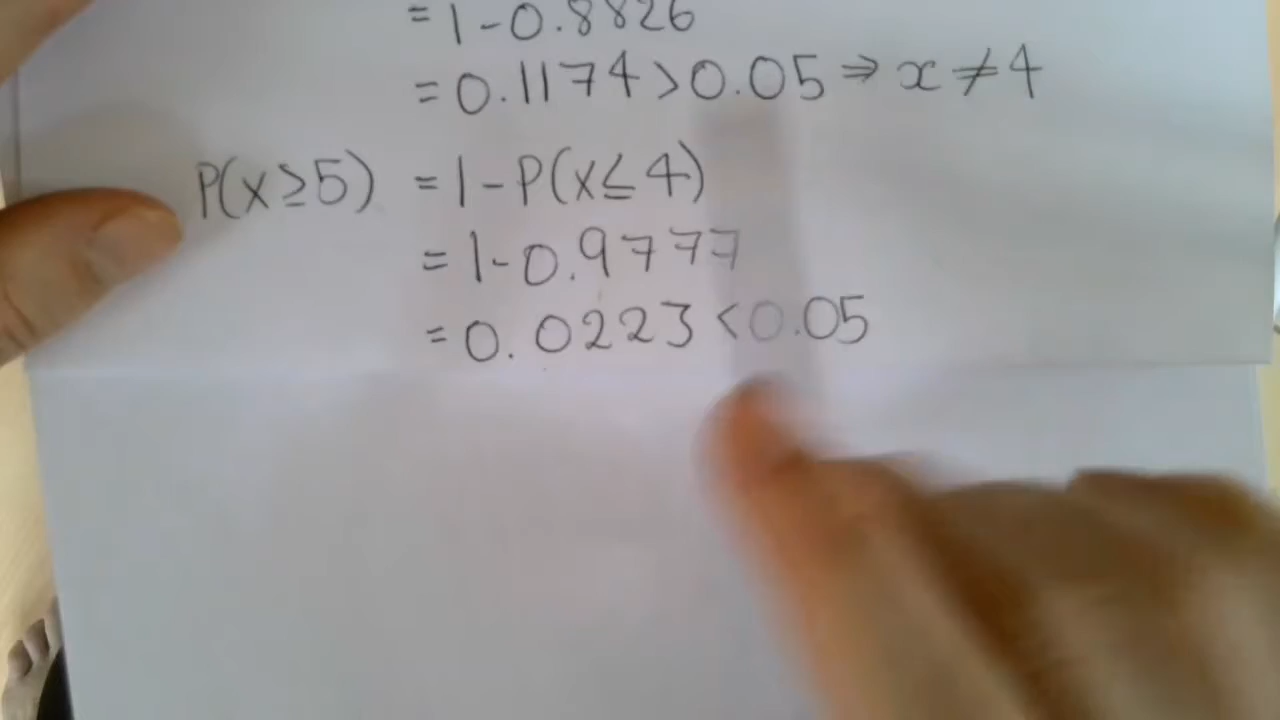 = 1 - 0.8826
= 0.1174 > 0.05 ⇒ x ≠ 4
P(x ≥ 5) = 1 - P(x ≤ 4)
= 1 - 0.9777
= 0.0223 < 0.05